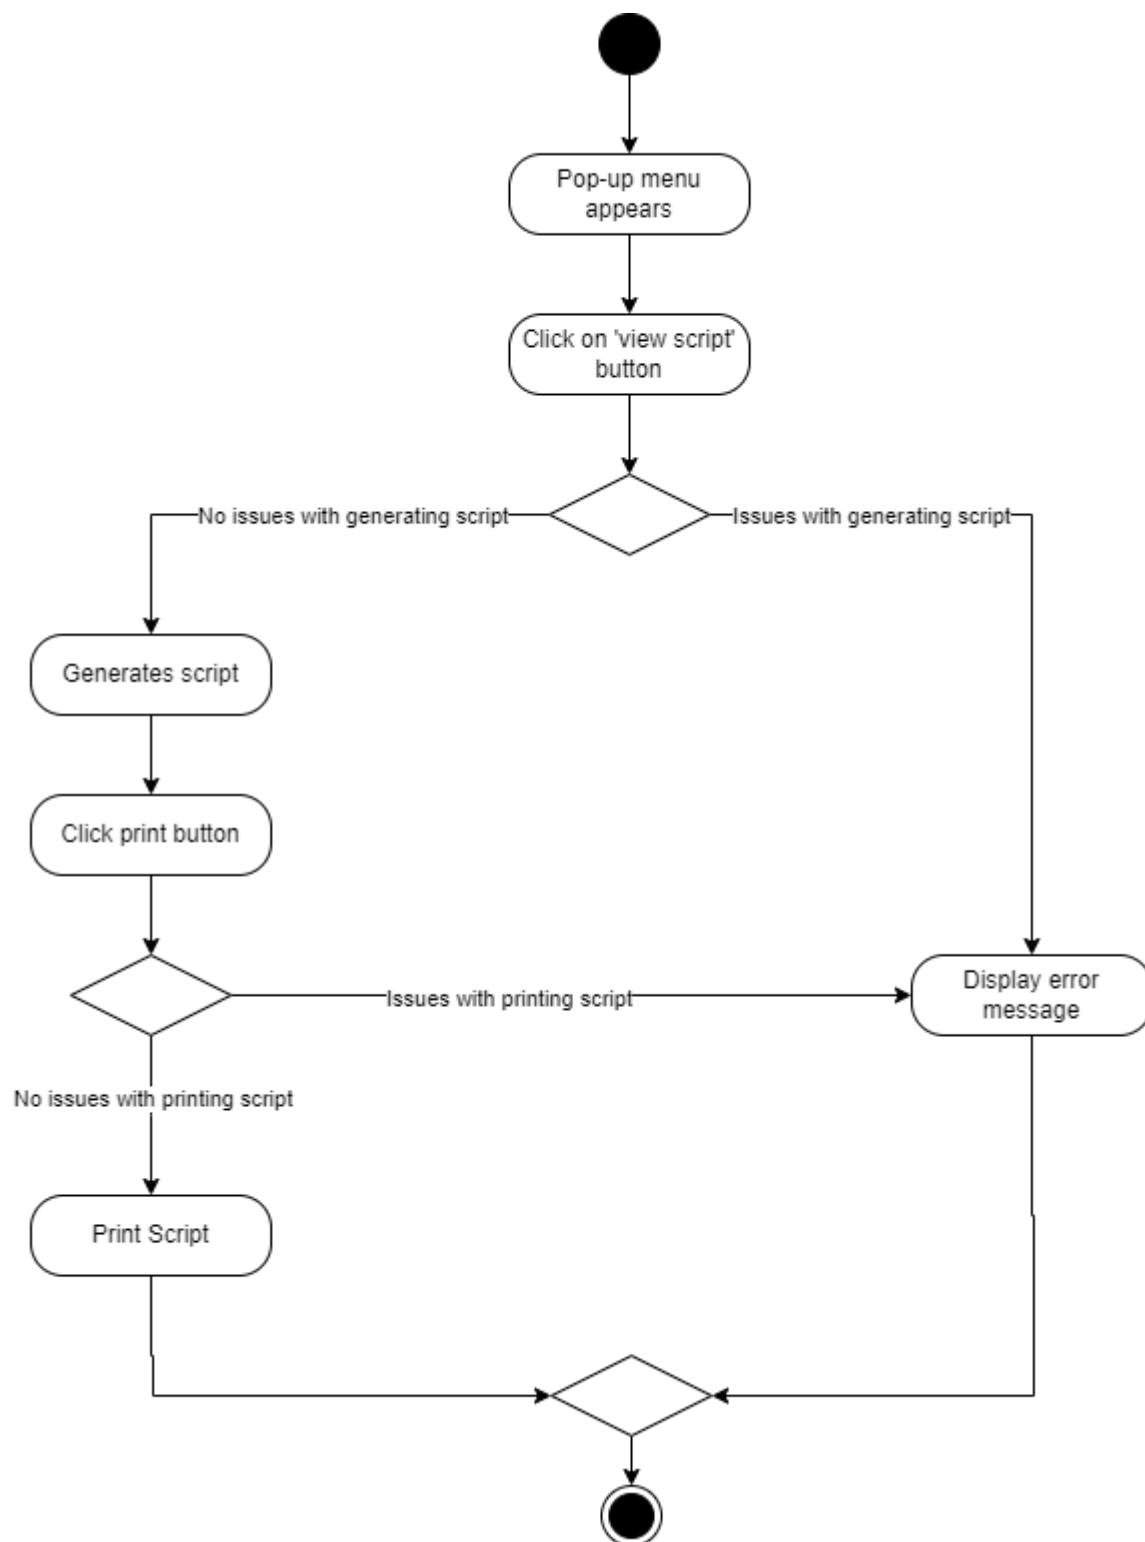 Pop-up menu
appears
Click on 'view script'
button
No issues with generating script
Issues with generating script
Generates script
Click print button
Issues with printing script
Display error
message
No issues with printing script
Print Script